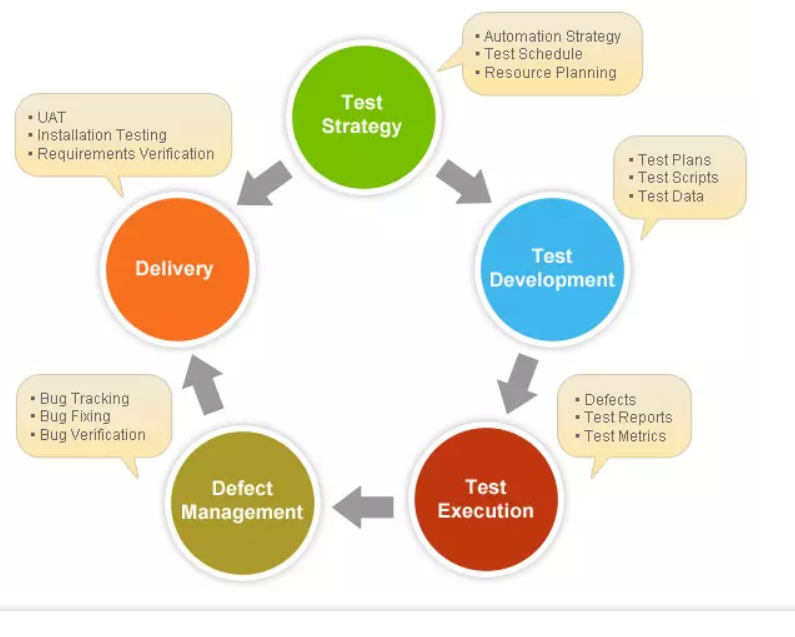 Test
Strategy
▪ Automation Strategy
▪ Test Schedule
▪ Resource Planning
Test
Development
▪ Test Plans
▪ Test Scripts
▪ Test Data
Test
Execution
▪ Defects
▪ Test Reports
▪ Test Metrics
Defect
Management
▪ Bug Tracking
▪ Bug Fixing
▪ Bug Verification
Delivery
▪ UAT
▪ Installation Testing
▪ Requirements Verification